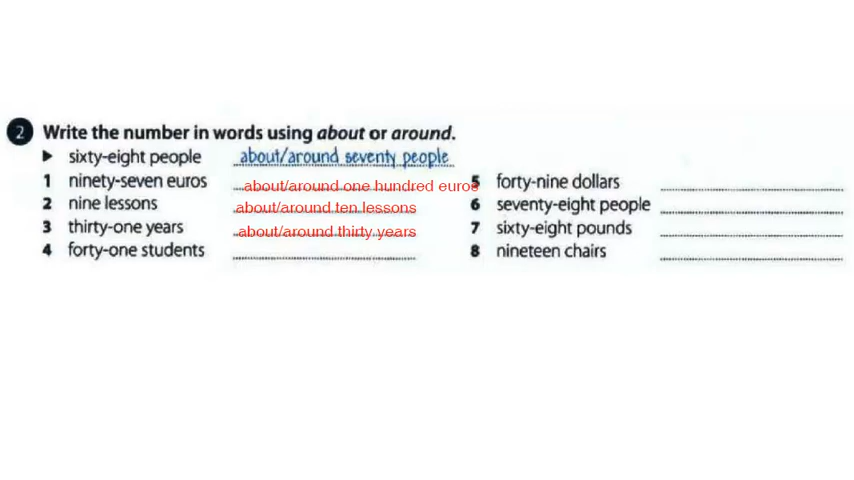 2 Write the number in words using about or around.
▶ sixty-eight people about/around seventy people
1 ninety-seven euros about/around one hundred euros
2 nine lessons about/around ten lessons
3 thirty-one years about/around thirty years
4 forty-one students
5 forty-nine dollars
6 seventy-eight people
7 sixty-eight pounds
8 nineteen chairs